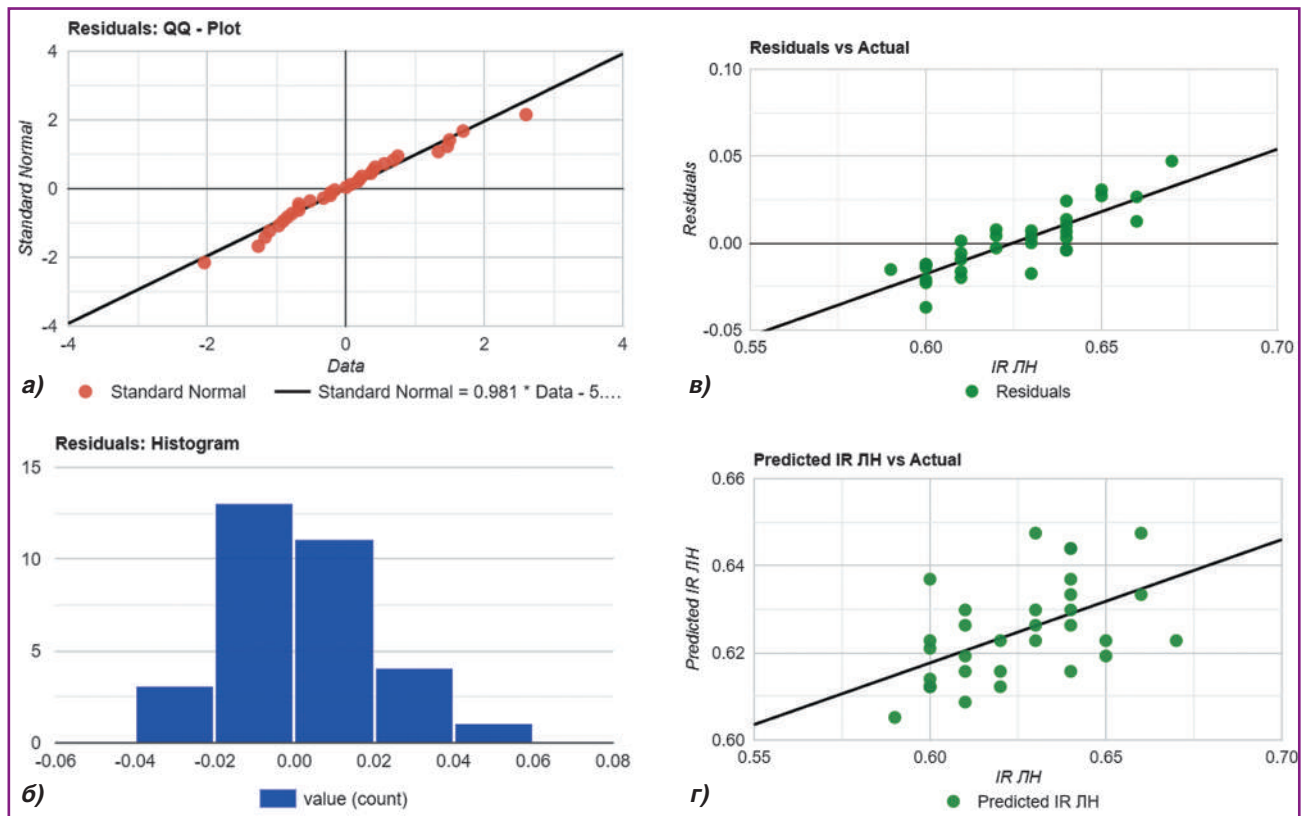 Residuals: QQ - Plot
4
2
0
-2
-4
Standard Normal
-4
-2
0
2
4
Data
а)
Standard Normal
Standard Normal = 0.981 * Data - 5....
Residuals vs Actual
0.10
0.05
0.00
-0.05
Residuals
0.55
0.60
0.65
0.70
IR ЛН
в)
Residuals
Residuals: Histogram
15
10
5
0
-0.06
-0.04
-0.02
0.00
0.02
0.04
0.06
0.08
б)
value (count)
Predicted IR ЛН vs Actual
0.66
0.64
0.62
0.60
Predicted IR ЛН
0.55
0.60
0.65
0.70
IR ЛН
г)
Predicted IR ЛН